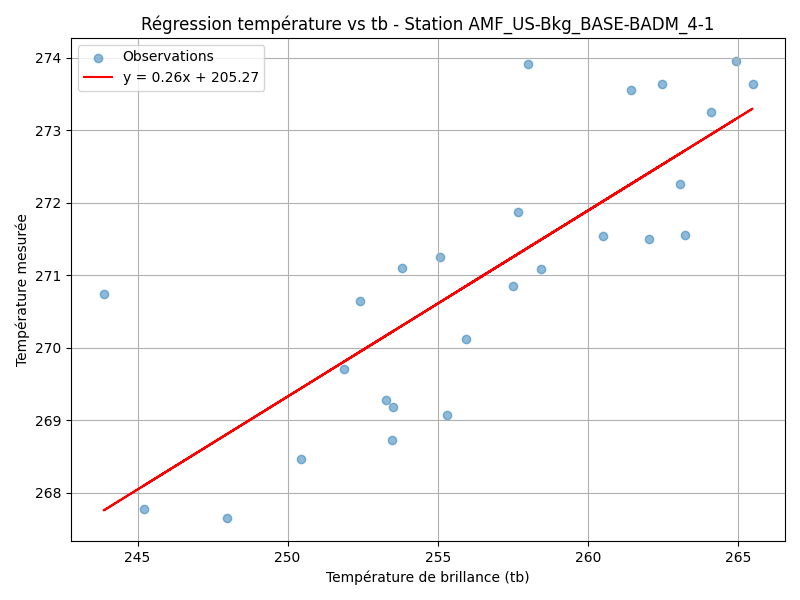 Régression température vs tb - Station AMF_US-Bkg_BASE-BADM_4-1
Observations
y = 0.26x + 205.27
274
273
272
271
270
269
268
Température mesurée
245 250 255 260 265
Température de brillance (tb)